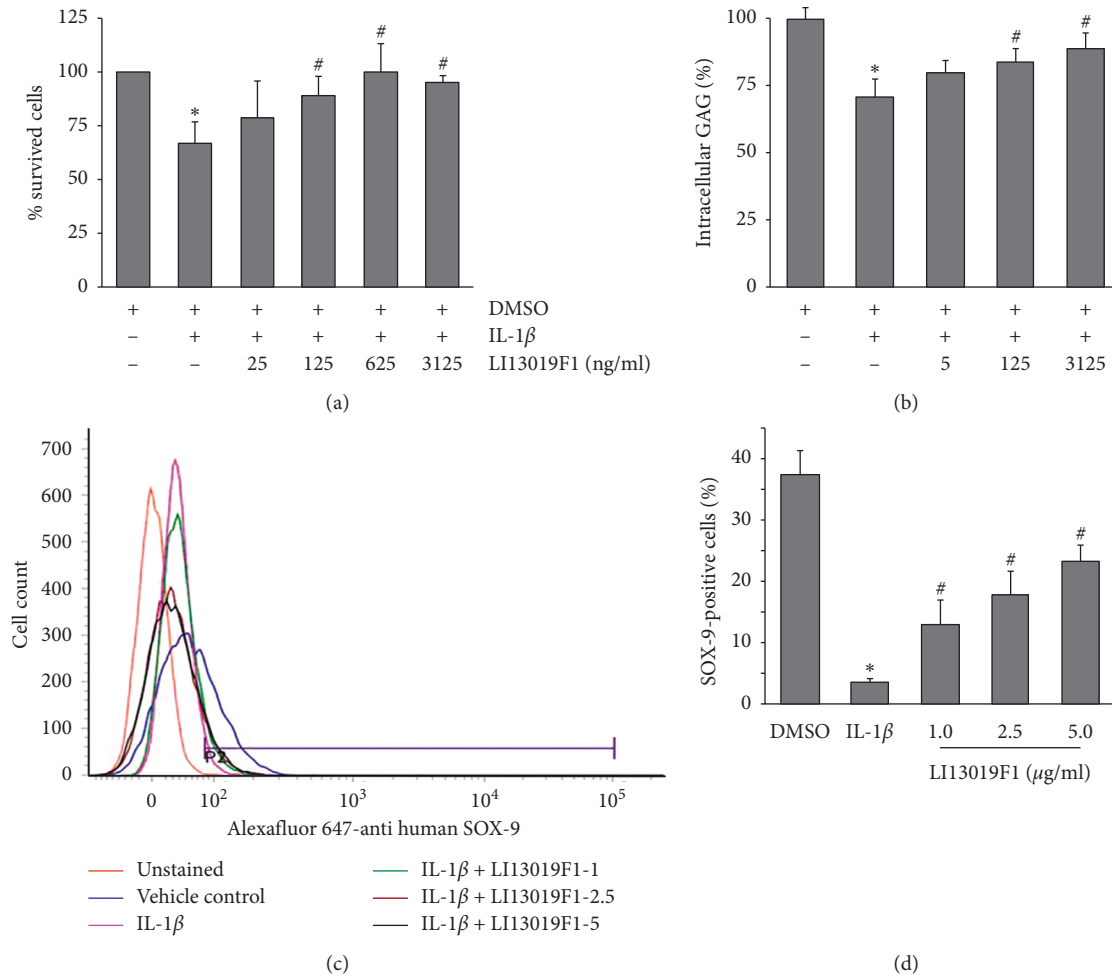 % survived cells
125
100
75
50
25
0
*
#
#
#
+ + + + + + DMSO
– + + + + + IL-1β
– – 25 125 625 3125 LI13019F1 (ng/ml)
(a)
Intracellular GAG (%)
100
75
50
25
0
*
#
#
+ + + + +
– + + + +
– – 5 125 3125
(b)
Cell count
700
600
500
400
300
200
100
0
P2
0 10² 10³ 10⁴ 10⁵
Alexafluor 647-anti human SOX-9
Unstained
Vehicle control
IL-1β
IL-1β + LI13019F1-1
IL-1β + LI13019F1-2.5
IL-1β + LI13019F1-5
(c)
SOX-9-positive cells (%)
40
30
20
10
0
*
#
#
#
DMSO IL-1β 1.0 2.5 5.0
LI13019F1 (μg/ml)
(d)